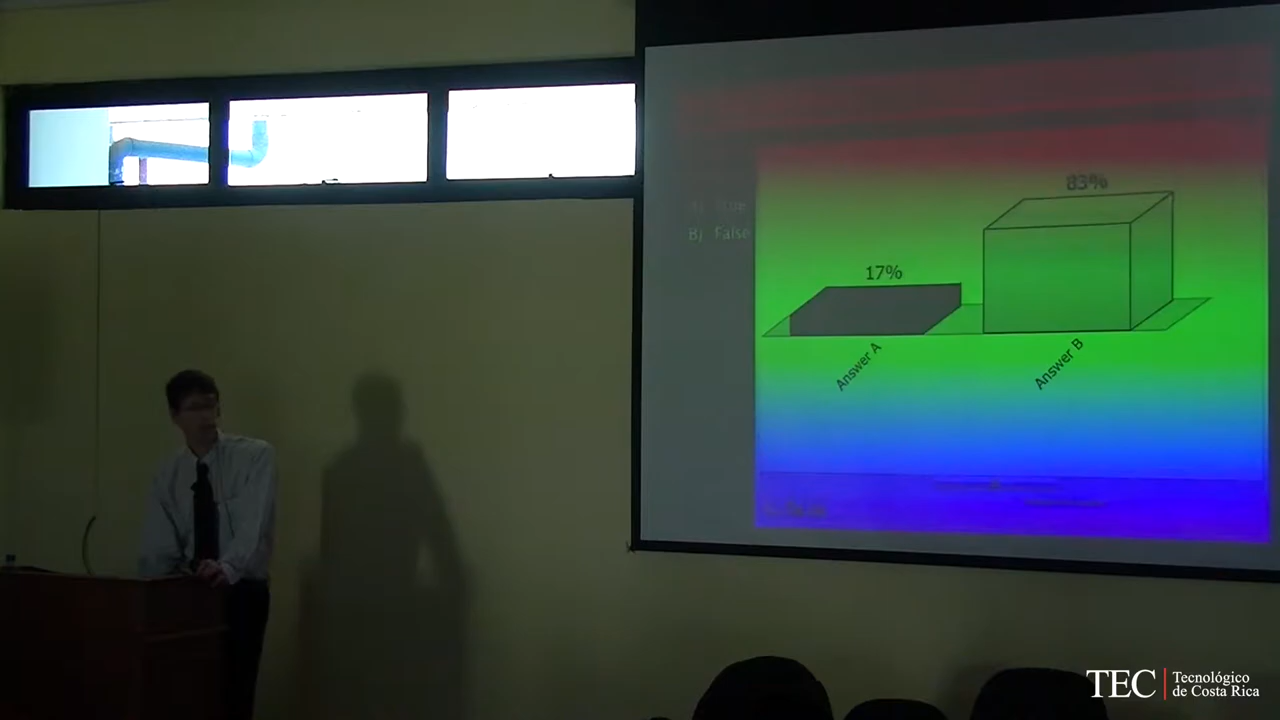 83%
B) False
17%
Answer A
Answer B
TEC
Tecnológico
de Costa Rica